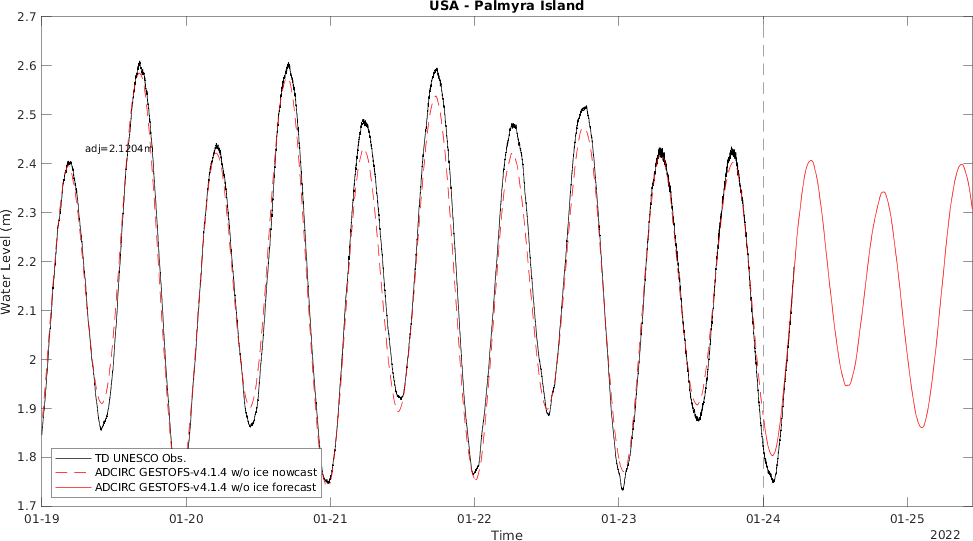 USA - Palmyra Island
2.7
2.6
2.5
2.4
2.3
2.2
2.1
2
1.9
1.8
1.7
Water Level (m)
adj=2.1204m
TD UNESCO Obs.
ADCIRC GESTOFS-v4.1.4 w/o ice nowcast
ADCIRC GESTOFS-v4.1.4 w/o ice forecast
01-19 01-20 01-21 01-22 01-23 01-24 01-25
Time
2022